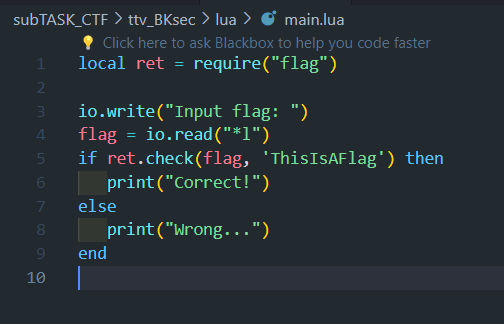 subTASK_CTF > ttv_BKsec > lua > main.lua
Click here to ask Blackbox to help you code faster
1 local ret = require("flag")
2
3 io.write("Input flag: ")
4 flag = io.read("*l")
5 if ret.check(flag, 'ThisIsAFlag') then
6 print("Correct!")
7 else
8 print("Wrong...")
9 end
10